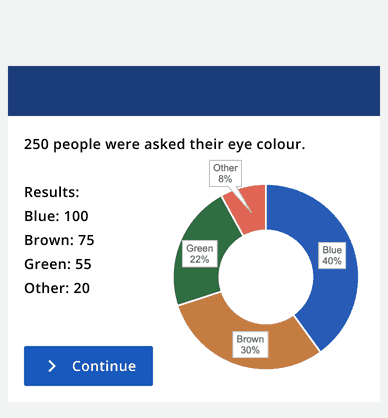 250 people were asked their eye colour.
Results:
Blue: 100
Brown: 75
Green: 55
Other: 20
Other
8%
Green
22%
Blue
40%
Brown
30%
Continue